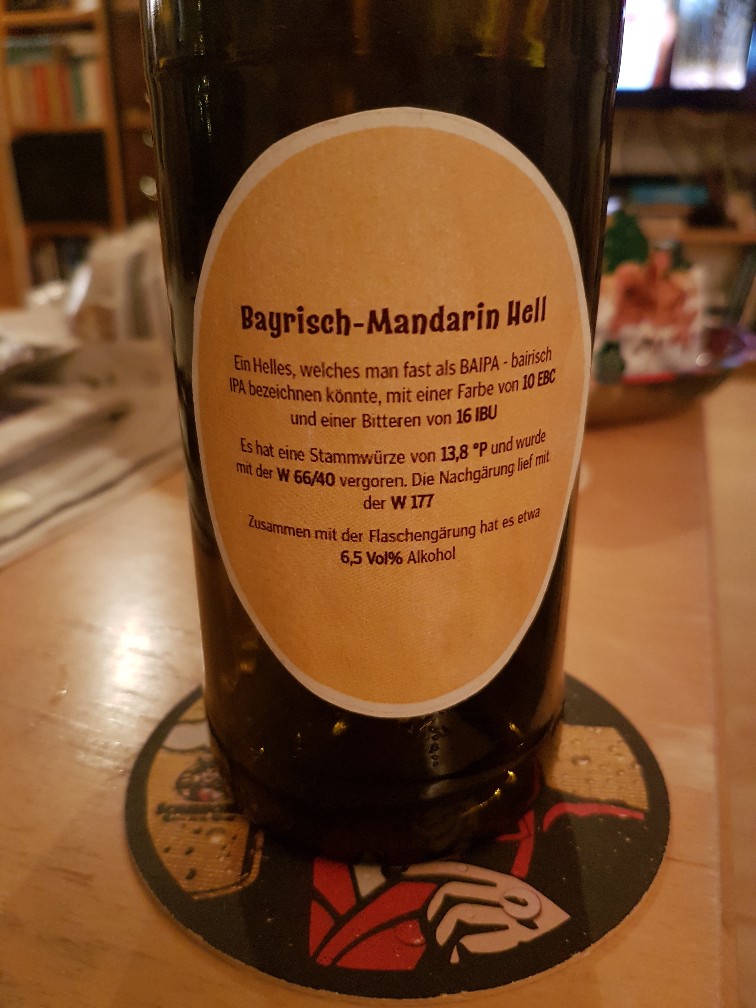 Bayrisch-Mandarin Hell
Ein Helles, welches man fast als BAIPA - bairisch
IPA bezeichnen könnte, mit einer Farbe von 10 EBC
und einer Bitteren von 16 IBU
Es hat eine Stammwürze von 13,8 °P und wurde
mit der W 66/40 vergoren. Die Nachgärung lief mit
der W 177
Zusammen mit der Flaschengärung hat es etwa
6,5 Vol% Alkohol